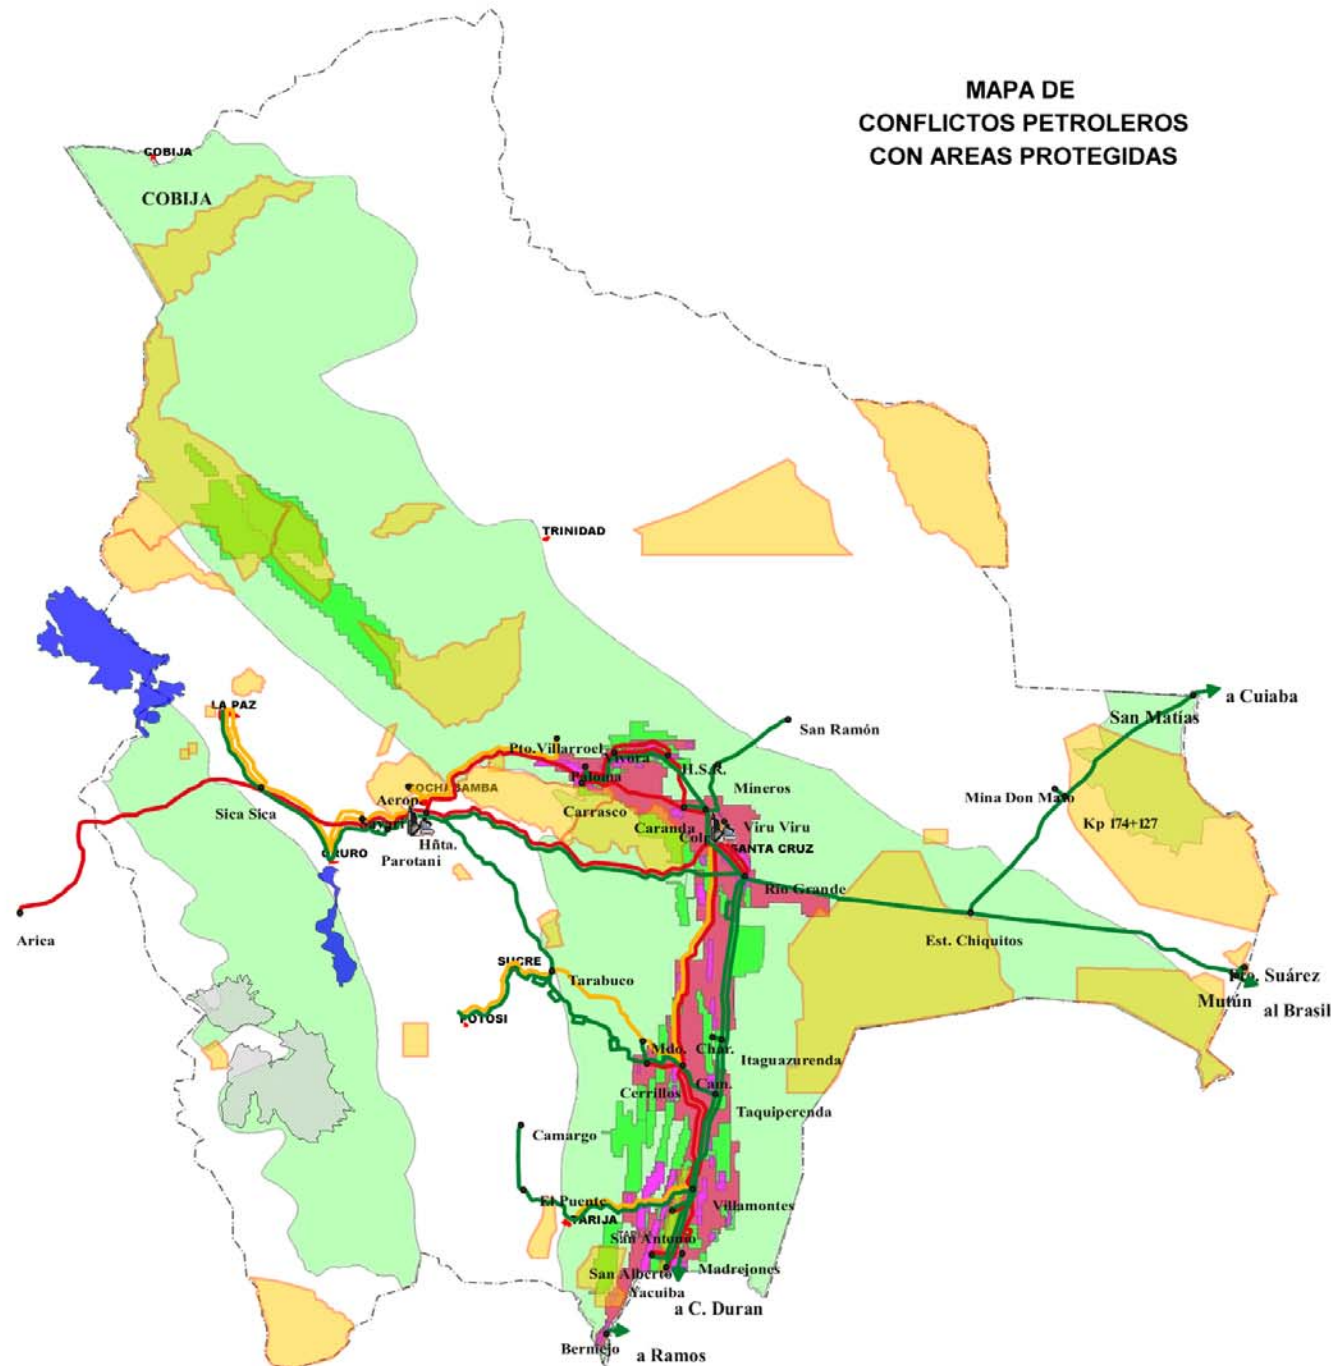 MAPA DE
CONFLICTOS PETROLEROS
CON AREAS PROTEGIDAS
COBIJA
COBIJA
TRINIDAD
a Cuiaba
San Matías
LA PAZ
San Ramón
Pto.Villarroel
Vivora
H.S.R.
Paloma
Mineros
COCHABAMBA
Aerop.
Mina Don Mario
Sica Sica
Carrasco
Caranda
Viru Viru
Kp 174+127
Hñta.
SANTA CRUZ
ORURO
Parotani
Río Grande
Arica
Est. Chiquitos
SUCRE
Tarabuco
Pto. Suárez
Mutún
al Brasil
POTOSI
Mdo.
Char.
Itaguazurenda
Cerrillos
Cam.
Taquiperenda
Camargo
El Puente
Villamontes
TARIJA
San Antonio
San Alberto
Madrejones
Yacuiba
a C. Duran
Bermejo
a Ramos